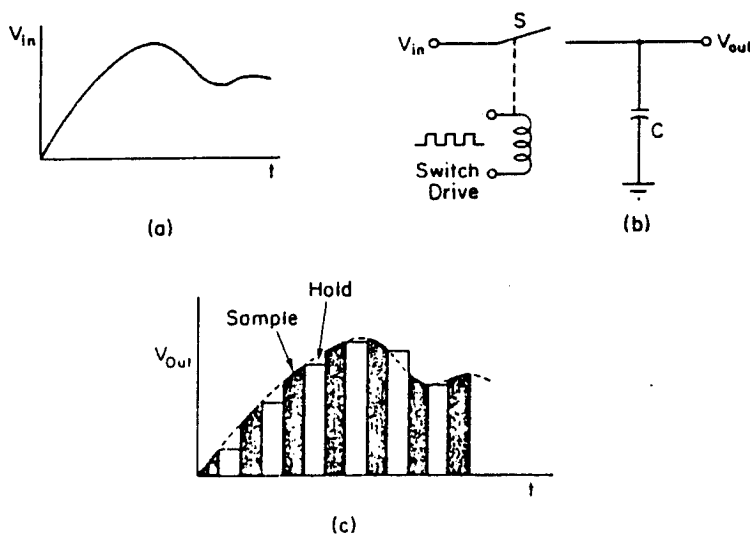 V_in
t
(a)
V_in
S
V_out
C
Switch
Drive
(b)
Hold
Sample
V_Out
t
(c)